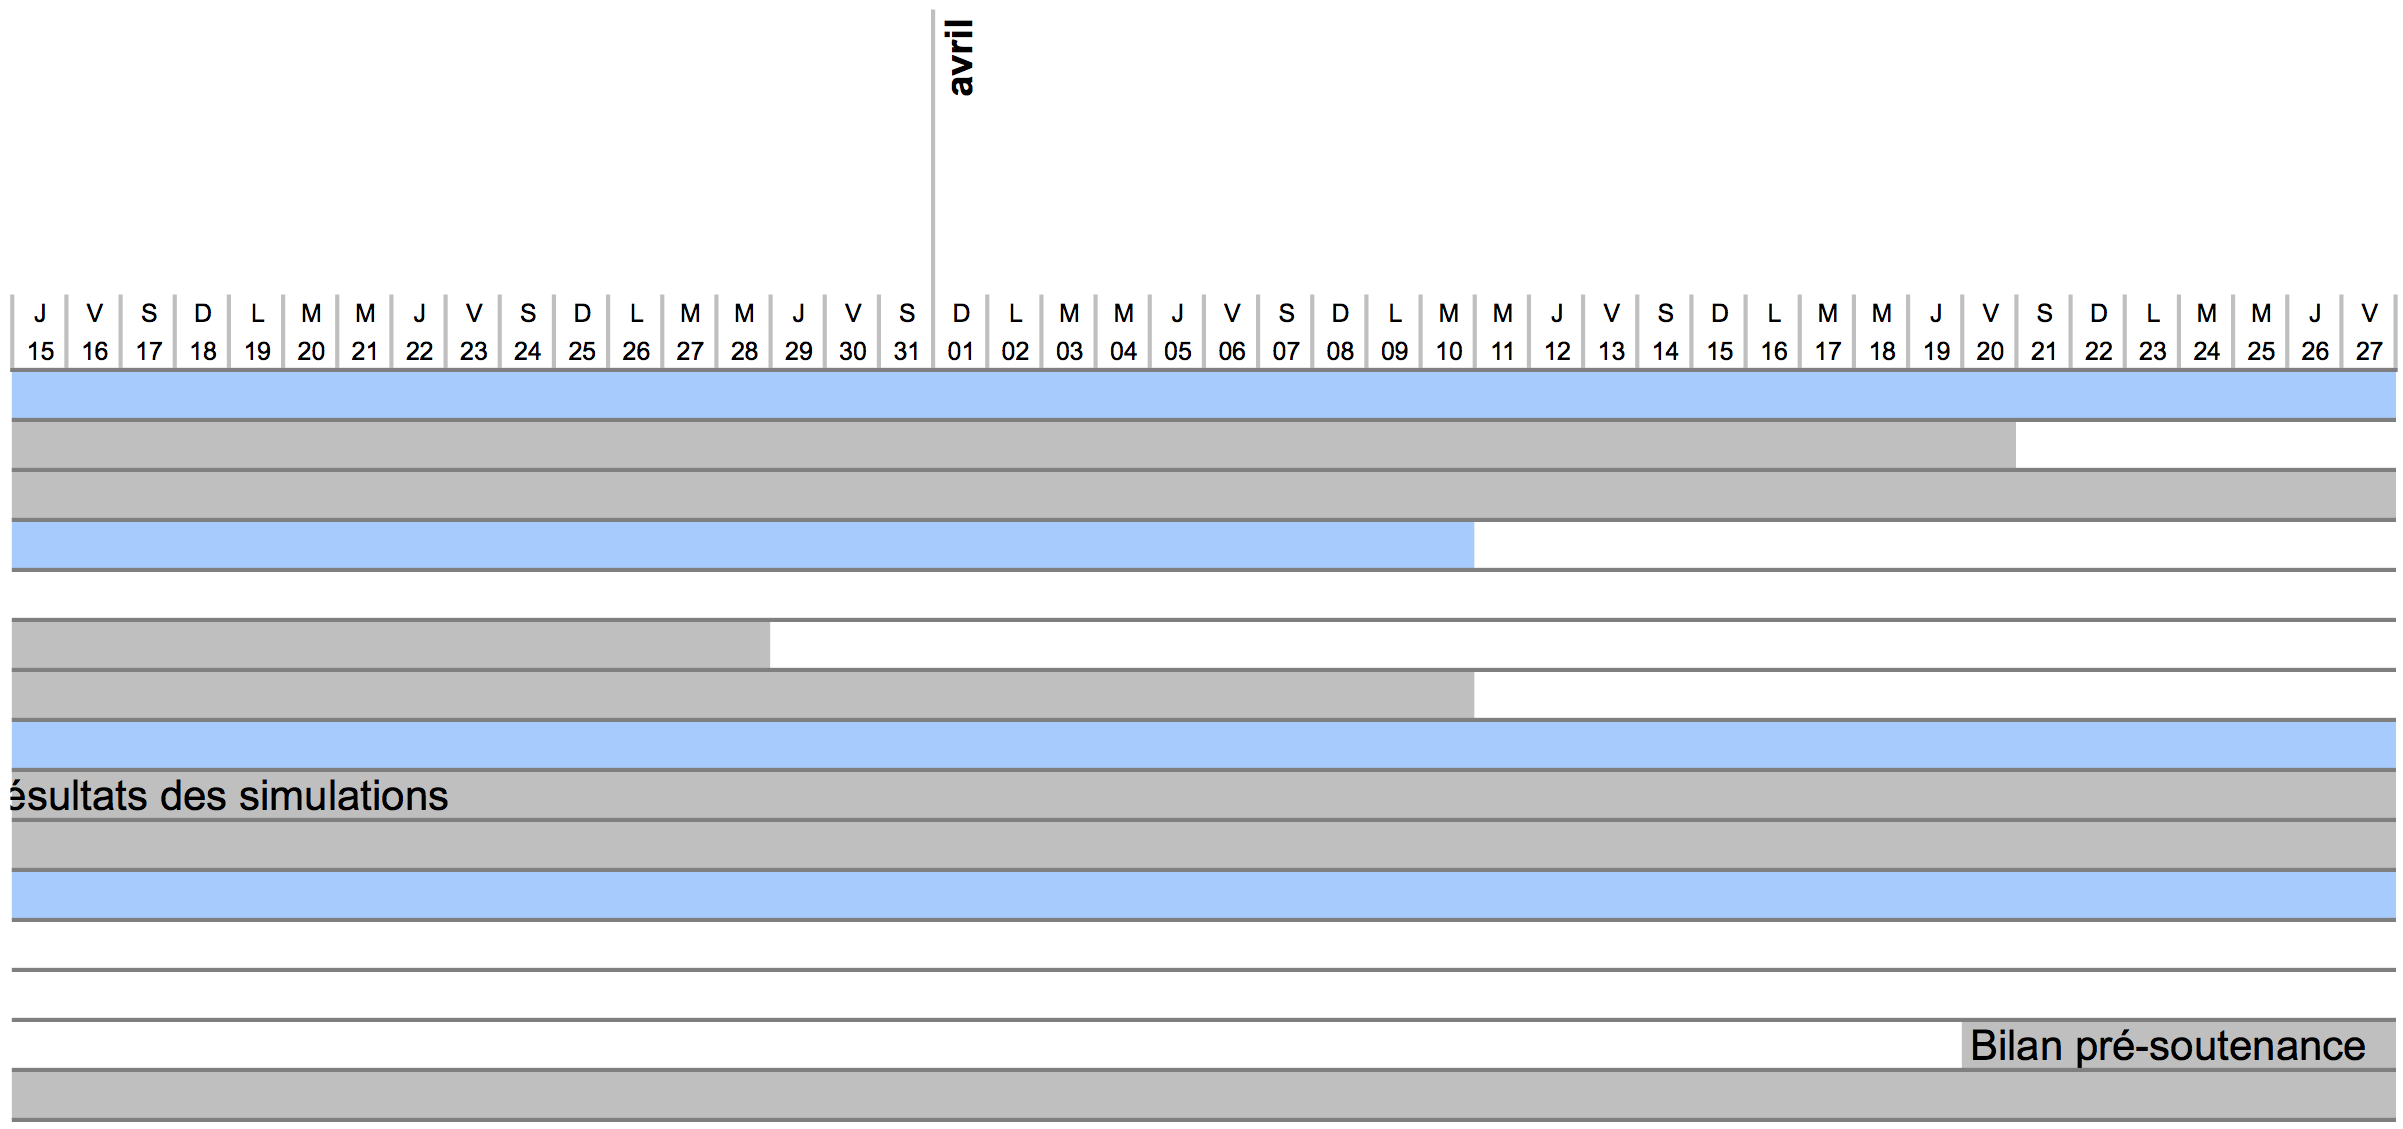 avril
J V S D L M M J V S D L M M J V S D L M M J V S D L M M J V S D L M M J V S D L M M J V
15 16 17 18 19 20 21 22 23 24 25 26 27 28 29 30 31 01 02 03 04 05 06 07 08 09 10 11 12 13 14 15 16 17 18 19 20 21 22 23 24 25 26 27
ésultats des simulations
Bilan pré-soutenance